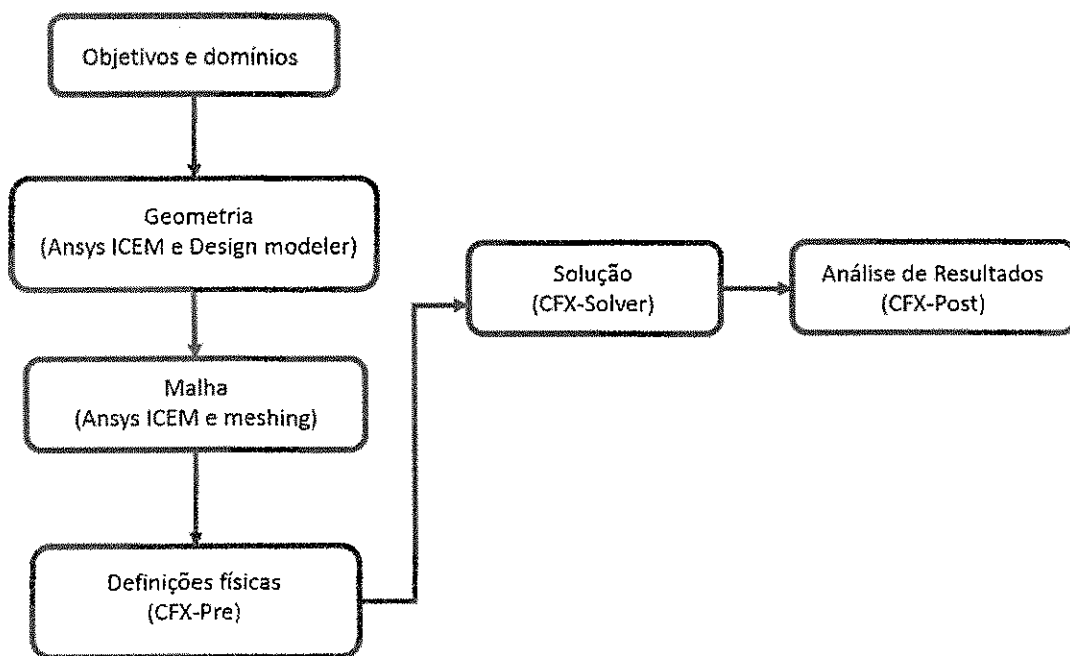 Objetivos e domínios
Geometria
(Ansys ICEM e Design modeler)
Malha
(Ansys ICEM e meshing)
Definições físicas
(CFX-Pre)
Solução
(CFX-Solver)
Análise de Resultados
(CFX-Post)